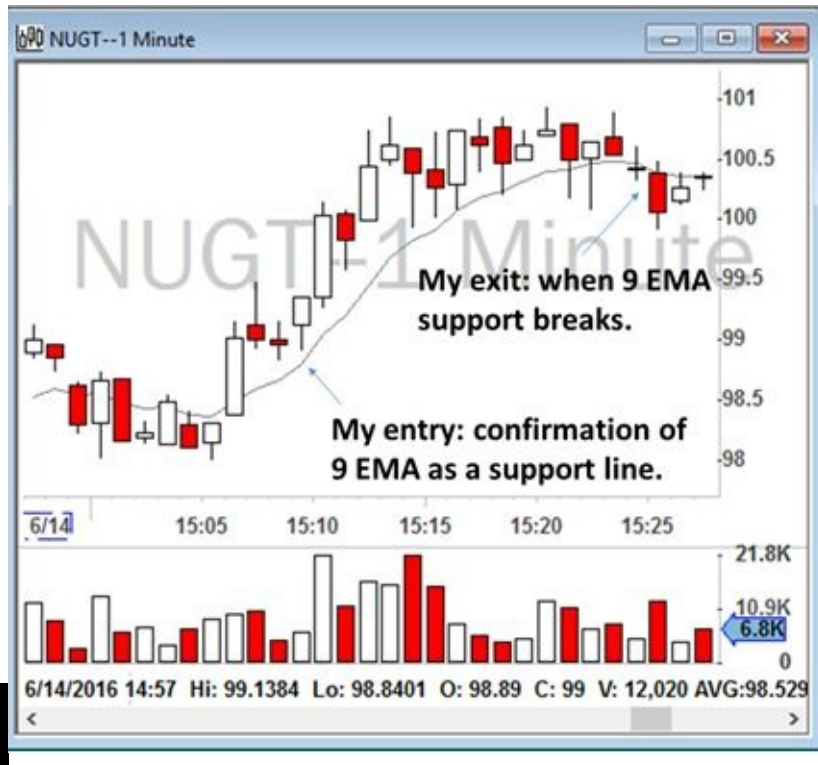 NUGT--1 Minute
NUGT--1 Minute
101
100.5
100
99.5
99
98.5
98
My exit: when 9 EMA
support breaks.
My entry: confirmation of
9 EMA as a support line.
6/14 15:05 15:10 15:15 15:20 15:25
21.8K
10.9K
6.8K
0
6/14/2016 14:57 Hi: 99.1384 Lo: 98.8401 O: 98.89 C: 99 V: 12,020 AVG:98.529